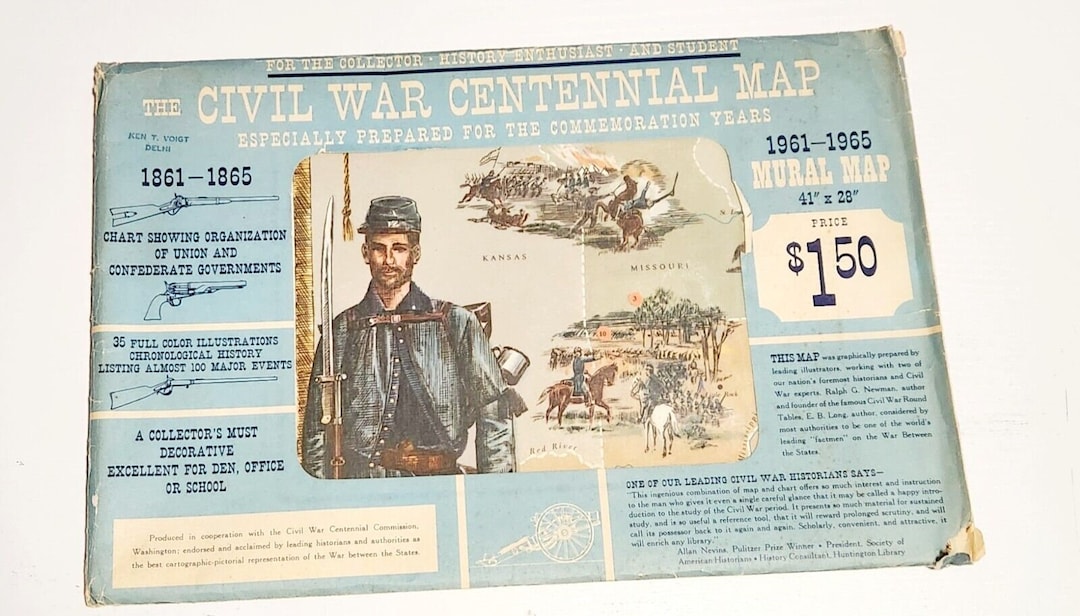 FOR THE COLLECTOR · HISTORY ENTHUSIAST · AND STUDENT
THE CIVIL WAR CENTENNIAL MAP
ESPECIALLY PREPARED FOR THE COMMEMORATION YEARS
KEN T. VOIGT
DELHI
1861—1865
CHART SHOWING ORGANIZATION
OF UNION AND
CONFEDERATE GOVERNMENTS
35 FULL COLOR ILLUSTRATIONS
CHRONOLOGICAL HISTORY
LISTING ALMOST 100 MAJOR EVENTS
A COLLECTOR'S MUST
DECORATIVE
EXCELLENT FOR DEN, OFFICE
OR SCHOOL
Produced in cooperation with the Civil War Centennial Commission,
Washington; endorsed and acclaimed by leading historians and authorities as
the best cartographic-pictorial representation of the War between the States.
KANSAS
MISSOURI
3
10
Red River
1961—1965
MURAL MAP
41" x 28"
PRICE
$1.50
THIS MAP was graphically prepared by
leading illustrators, working with two of
our nation's foremost historians and Civil
War experts, Ralph G. Newman, author
and founder of the famous Civil War Round
Tables, E. B. Long, author, considered by
most authorities to be one of the world's
leading "factmen" on the War Between
the States.
ONE OF OUR LEADING CIVIL WAR HISTORIANS SAYS—
"This ingenious combination of map and chart offers so much interest and instruction
to the man who gives it even a single careful glance that it may be called a happy intro-
duction to the study of the Civil War period. It presents so much material for sustained
study, and is so useful a reference tool, that it will reward prolonged scrutiny, and will
call its possessor back to it again and again. Scholarly, convenient, and attractive, it
will enrich any library."
Allan Nevins, Pulitzer Prize Winner • President, Society of
American Historians • History Consultant, Huntington Library